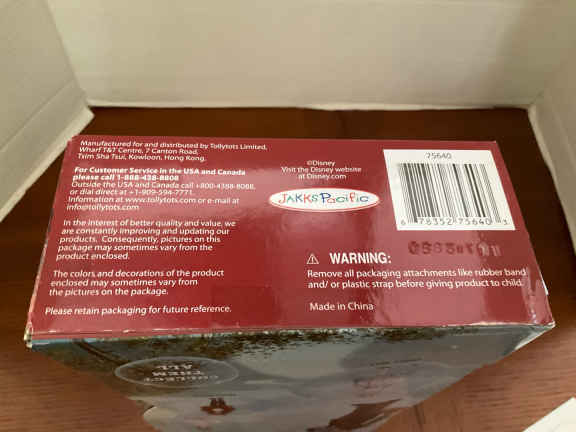 Manufactured for and distributed by Tollytots Limited,
Wharf T&T Centre, 7 Canton Road,
Tsim Sha Tsui, Kowloon, Hong Kong.
For Customer Service in the USA and Canada
please call 1-888-438-8808
Outside the USA and Canada call +800-4388-8088,
or dial direct at +1-909-594-7771.
Information at www.tollytots.com or e-mail at
info@tollytots.com
In the interest of better quality and value, we
are constantly improving and updating our
products. Consequently, pictures on this
package may sometimes vary from the
product enclosed.
The colors and decorations of the product
enclosed may sometimes vary from
the pictures on the package.
Please retain packaging for future reference.
©Disney
Visit the Disney website
at Disney.com
JAKKS Pacific
75640
6 78352 75640 3
WARNING:
Remove all packaging attachments like rubber band
and/ or plastic strap before giving product to child.
Made in China
COLLECT
THEM
ALL